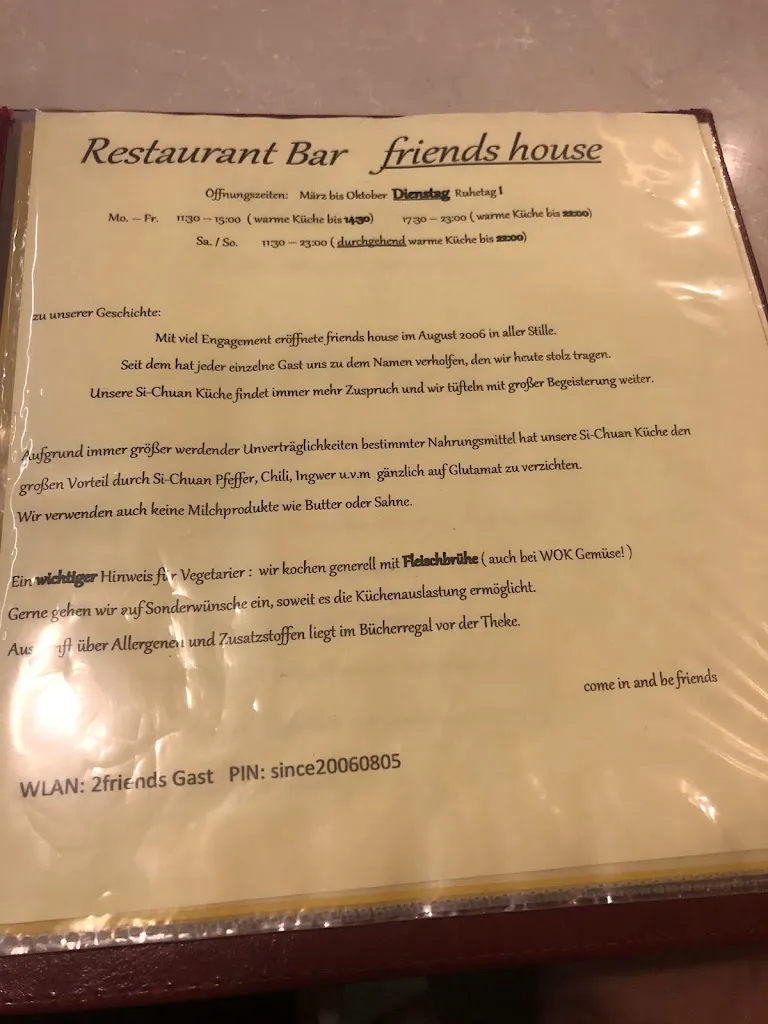 Restaurant Bar friends house
Öffnungszeiten: März bis Oktober Dienstag Ruhetag!
Mo. – Fr. 11:30 – 15:00 ( warme Küche bis 14:30) 17:30 – 23:00 ( warme Küche bis 22:00)
Sa. / So. 11:30 – 23:00 ( durchgehend warme Küche bis 22:00)
zu unserer Geschichte:
Mit viel Engagement eröffnete friends house im August 2006 in aller Stille.
Seit dem hat jeder einzelne Gast uns zu dem Namen verholfen, den wir heute stolz tragen.
Unsere Si-Chuan Küche findet immer mehr Zuspruch und wir tüfteln mit großer Begeisterung weiter.
Aufgrund immer größer werdender Unverträglichkeiten bestimmter Nahrungsmittel hat unsere Si-Chuan Küche den
großen Vorteil durch Si-Chuan Pfeffer, Chili, Ingwer u.v.m gänzlich auf Glutamat zu verzichten.
Wir verwenden auch keine Milchprodukte wie Butter oder Sahne.
Ein wichtiger Hinweis für Vegetarier : wir kochen generell mit Fleischbrühe ( auch bei WOK Gemüse! )
Gerne gehen wir auf Sonderwünsche ein, soweit es die Küchenauslastung ermöglicht.
über Allergenen und Zusatzstoffen liegt im Bücherregal vor der Theke.
come in and be friends
WLAN: 2friends Gast PIN: since20060805